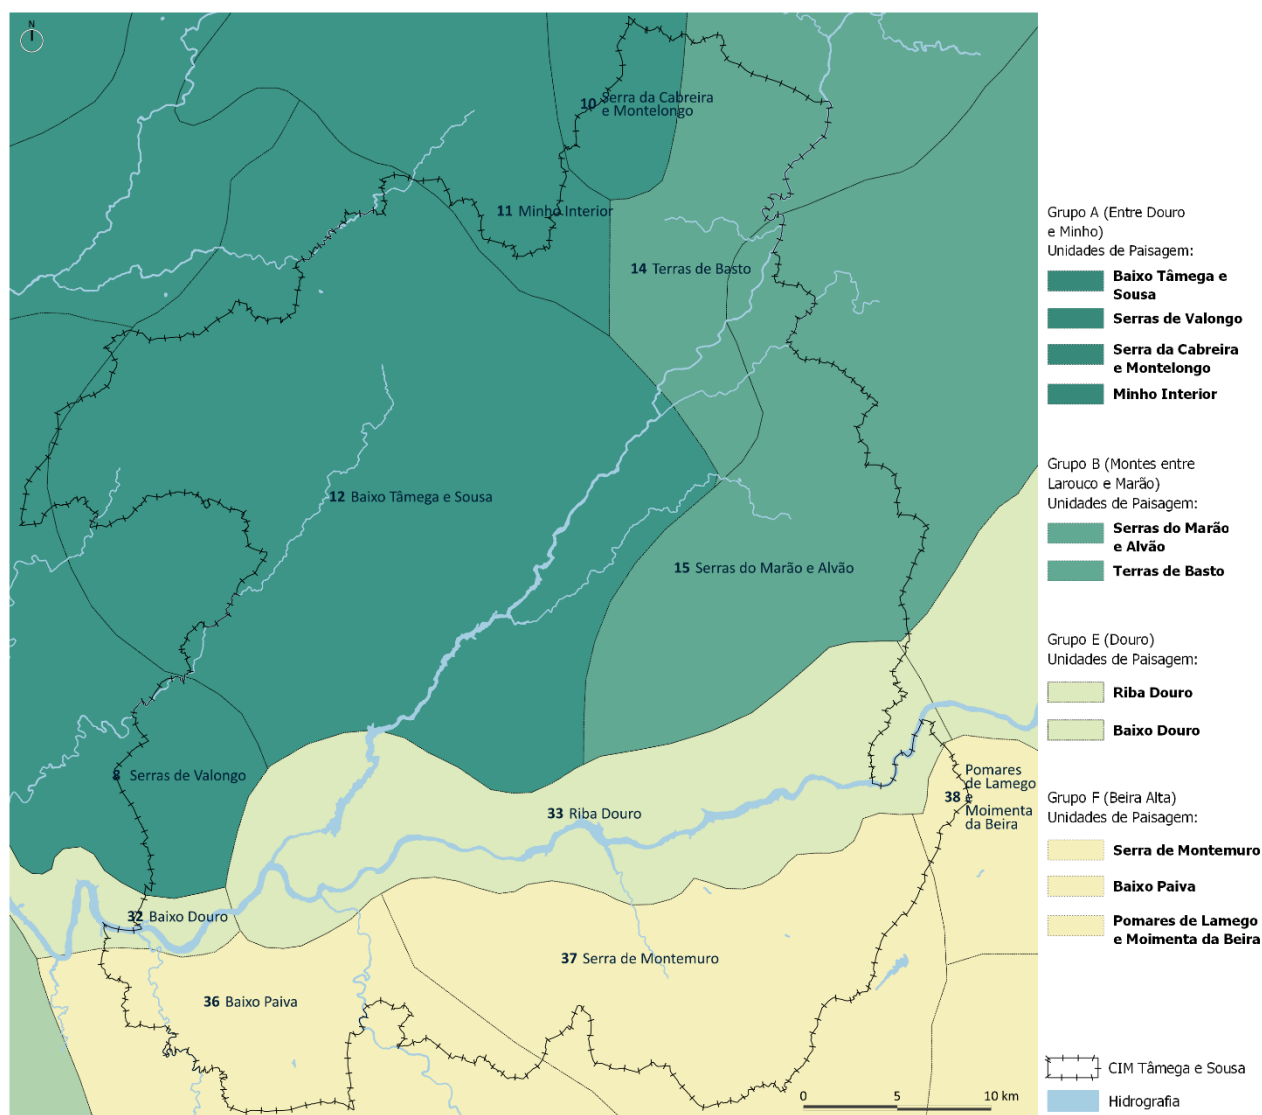 N
10 Serra da Cabreira
e Montelongo
11 Minho Interior
14 Terras de Basto
12 Baixo Tâmega e Sousa
15 Serras do Marão e Alvão
8 Serras de Valongo
33 Riba Douro
38 Pomares
de Lamego
e
Moimenta
da Beira
32 Baixo Douro
37 Serra de Montemuro
36 Baixo Paiva
0 5 10 km
Grupo A (Entre Douro
e Minho)
Unidades de Paisagem:
Baixo Tâmega e
Sousa
Serras de Valongo
Serra da Cabreira
e Montelongo
Minho Interior
Grupo B (Montes entre
Larouco e Marão)
Unidades de Paisagem:
Serras do Marão
e Alvão
Terras de Basto
Grupo E (Douro)
Unidades de Paisagem:
Riba Douro
Baixo Douro
Grupo F (Beira Alta)
Unidades de Paisagem:
Serra de Montemuro
Baixo Paiva
Pomares de Lamego
e Moimenta da Beira
CIM Tâmega e Sousa
Hidrografia